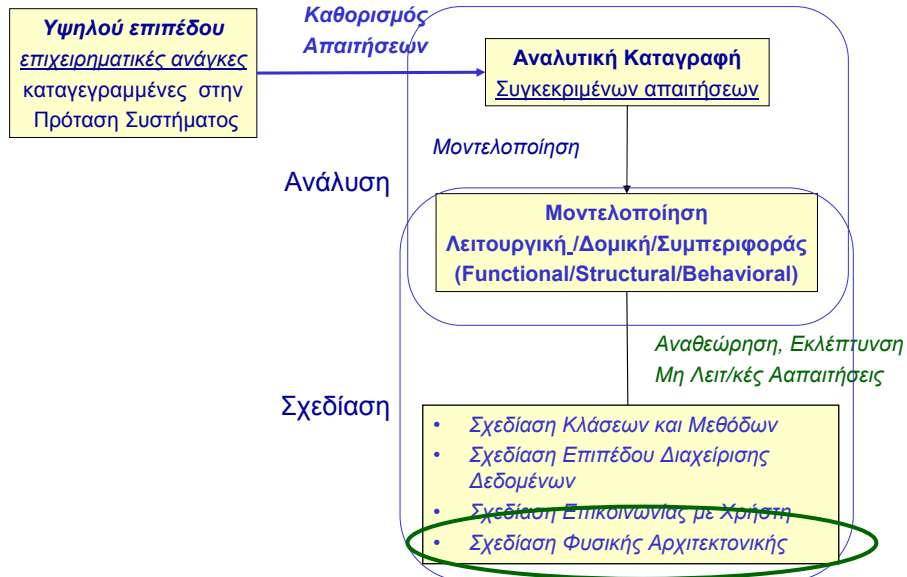 Υψηλού επιπέδου
επιχειρηματικές ανάγκες
καταγεγραμμένες στην
Πρόταση Συστήματος
Καθορισμός
Απαιτήσεων
Αναλυτική Καταγραφή
Συγκεκριμένων απαιτήσεων
Μοντελοποίηση
Ανάλυση
Μοντελοποίηση
Λειτουργική /Δομική/Συμπεριφοράς
(Functional/Structural/Behavioral)
Αναθεώρηση, Εκλέπτυνση
Μη Λειτ/κές Ααπαιτήσεις
Σχεδίαση
• Σχεδίαση Κλάσεων και Μεθόδων
• Σχεδίαση Επιπέδου Διαχείρισης
Δεδομένων
• Σχεδίαση Επικοινωνίας με Χρήστη
• Σχεδίαση Φυσικής Αρχιτεκτονικής